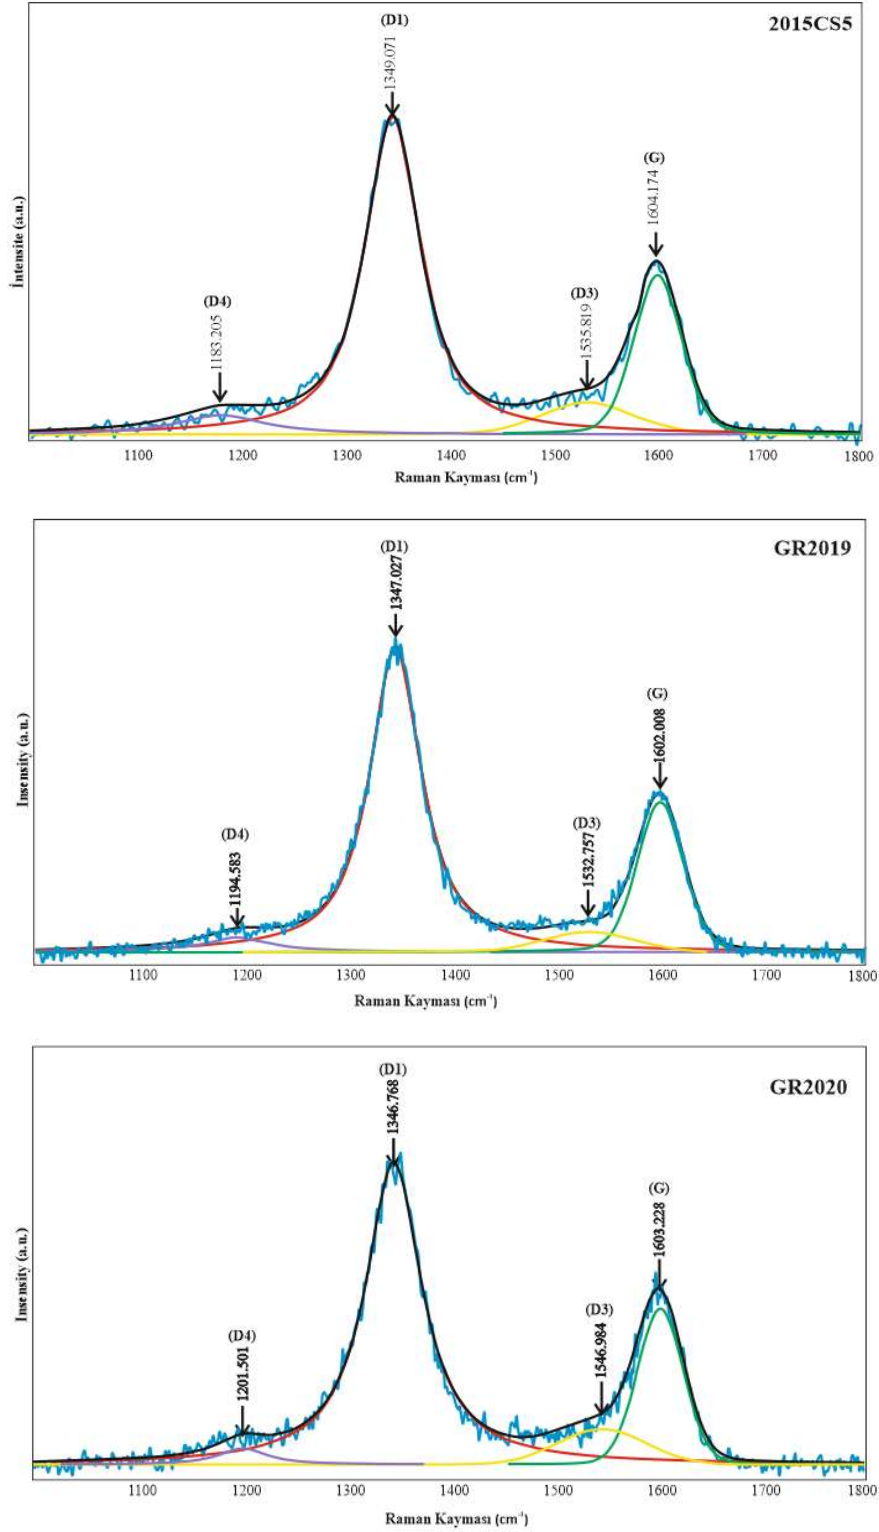 2015CS5
(D1)
1349.071
(G)
1604.174
(D3)
1535.819
(D4)
1183.205
İntensite (a.u.)
1100 1200 1300 1400 1500 1600 1700 1800
Raman Kayması (cm⁻¹)
GR2019
(D1)
1347.027
(G)
1602.008
(D3)
1532.757
(D4)
1194.583
Insensity (a.u.)
1100 1200 1300 1400 1500 1600 1700 1800
Raman Kayması (cm⁻¹)
GR2020
(D1)
1346.768
(G)
1603.228
(D3)
1546.984
(D4)
1201.501
Insensity (a.u.)
1100 1200 1300 1400 1500 1600 1700 1800
Raman Kayması (cm⁻¹)